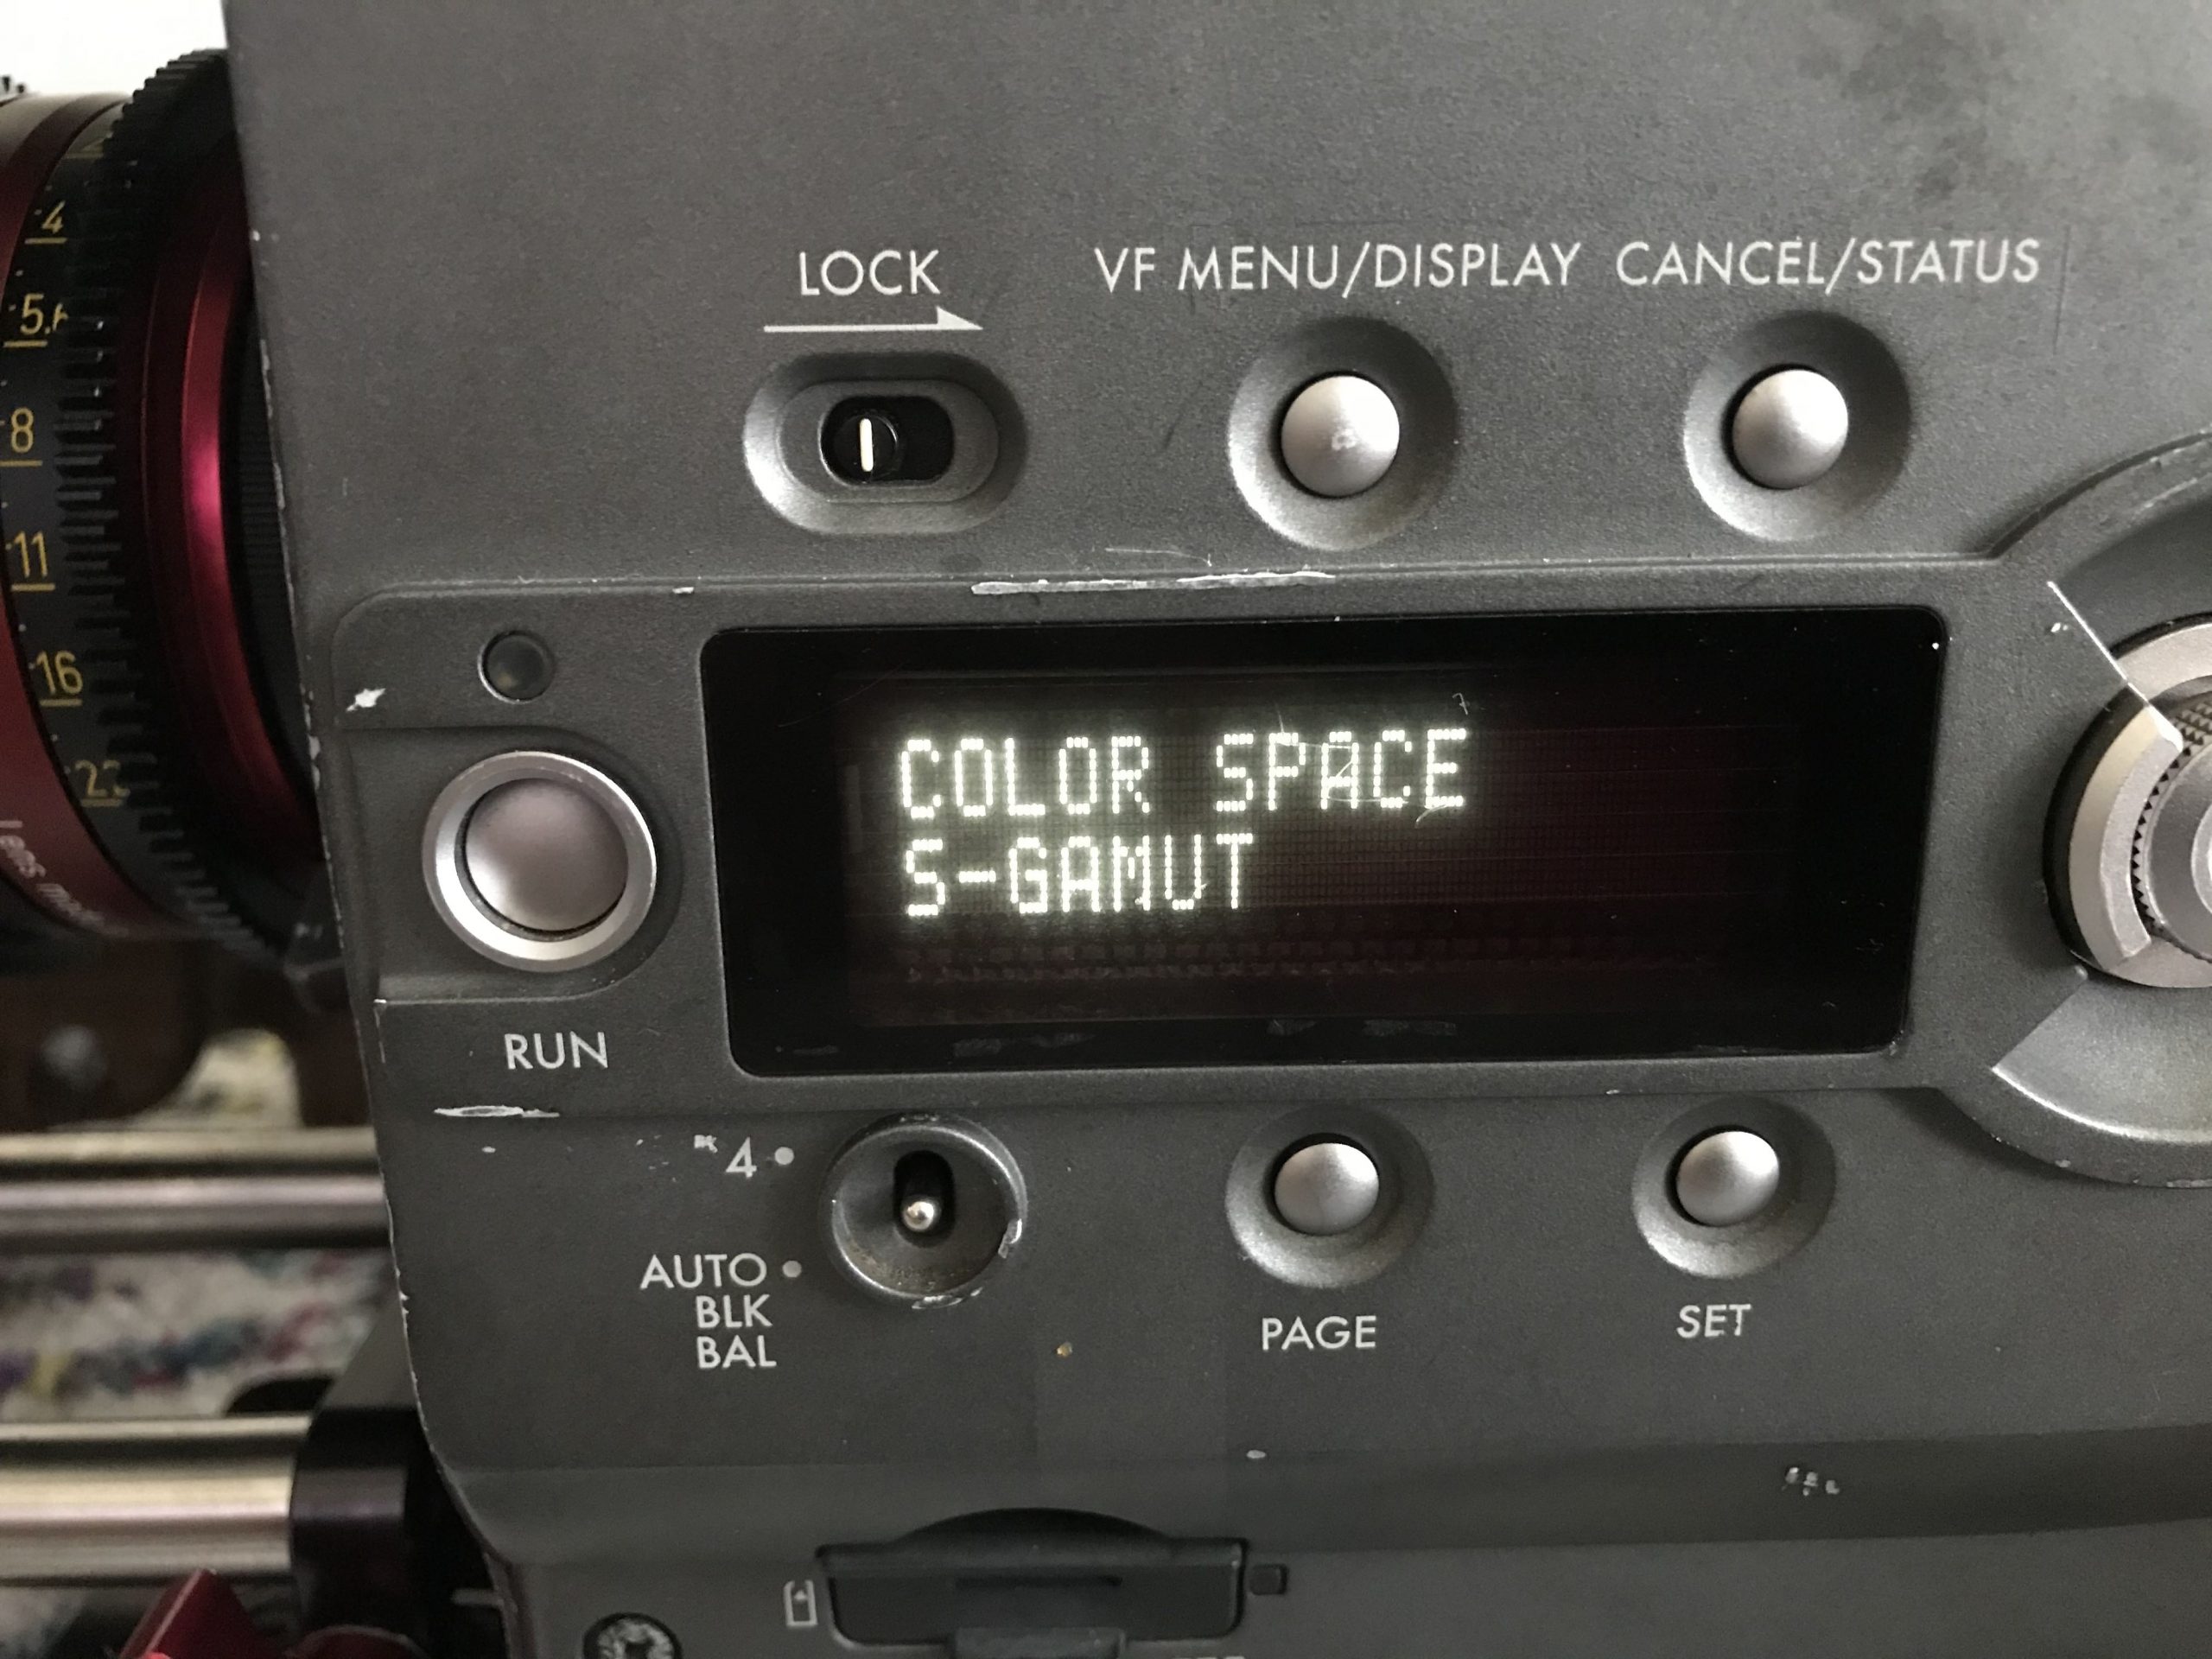 LOCK
VF MENU/DISPLAY
CANCEL/STATUS
4
5.6
8
11
16
22
COLOR SPACE
S-GAMUT
RUN
4
AUTO
BLK
BAL
PAGE
SET